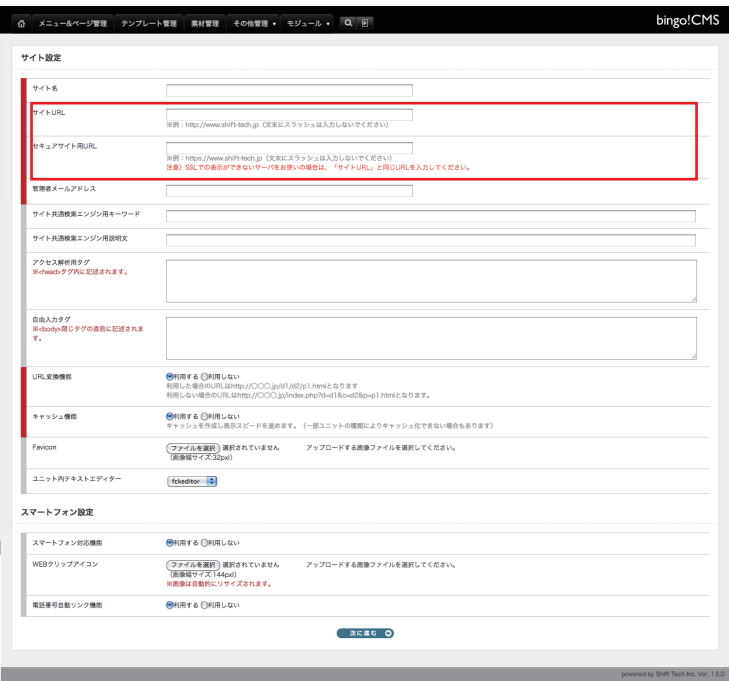 メニュー&ページ管理 テンプレート管理 素材管理 その他管理 モジュール bingo!CMS
サイト設定
サイト名
サイトURL
※例：http://www.shift-tech.jp（文末にスラッシュは入力しないでください）
セキュアサイト用URL
※例：https://www.shift-tech.jp（文末にスラッシュは入力しないでください）
注意）SSLでの表示ができないサーバをお使いの場合は、「サイトURL」と同じURLを入力してください。
管理者メールアドレス
サイト共通検索エンジン用キーワード
サイト共通検索エンジン用説明文
アクセス解析用タグ
※<head>タグ内に記述されます。
自由入力タグ
※<body>閉じタグの直前に記述されま
す。
URL変換機能 利用する 利用しない
利用した場合のURLはhttp://〇〇〇.jp/d1/d2/p1.htmlとなります
利用しない場合のURLはhttp://〇〇〇.jp/index.php?d=d1&c=d2&p=p1.htmlとなります。
キャッシュ機能 利用する 利用しない
キャッシュを作成し表示スピードを速めます。（一部ユニットの種類によりキャッシュ化できない場合もあります）
Favicon ファイルを選択 選択されていません アップロードする画像ファイルを選択してください。
（画像幅サイズ:32pxl）
ユニット内テキストエディター fckeditor
スマートフォン設定
スマートフォン対応機能 利用する 利用しない
WEBクリップアイコン ファイルを選択 選択されていません アップロードする画像ファイルを選択してください。
（画像幅サイズ:144pxl）
※画像は自動的にリサイズされます。
電話番号自動リンク機能 利用する 利用しない
次に進む
powered by Shift Tech Inc. Ver. 1.5.0